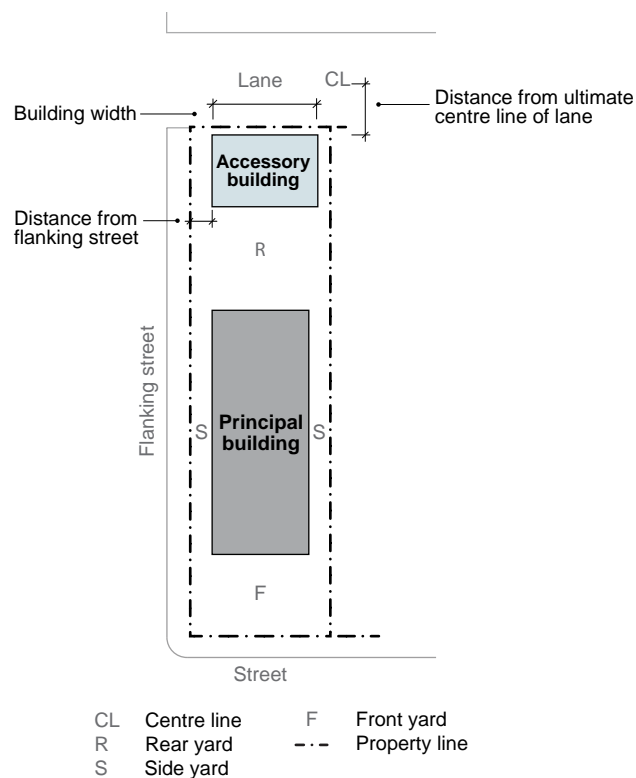 Lane
CL
Building width
Distance from ultimate
centre line of lane
Accessory
building
Distance from
flanking street
R
Flanking street
S
Principal
building
S
F
Street
CL Centre line
R Rear yard
S Side yard
F Front yard
Property line